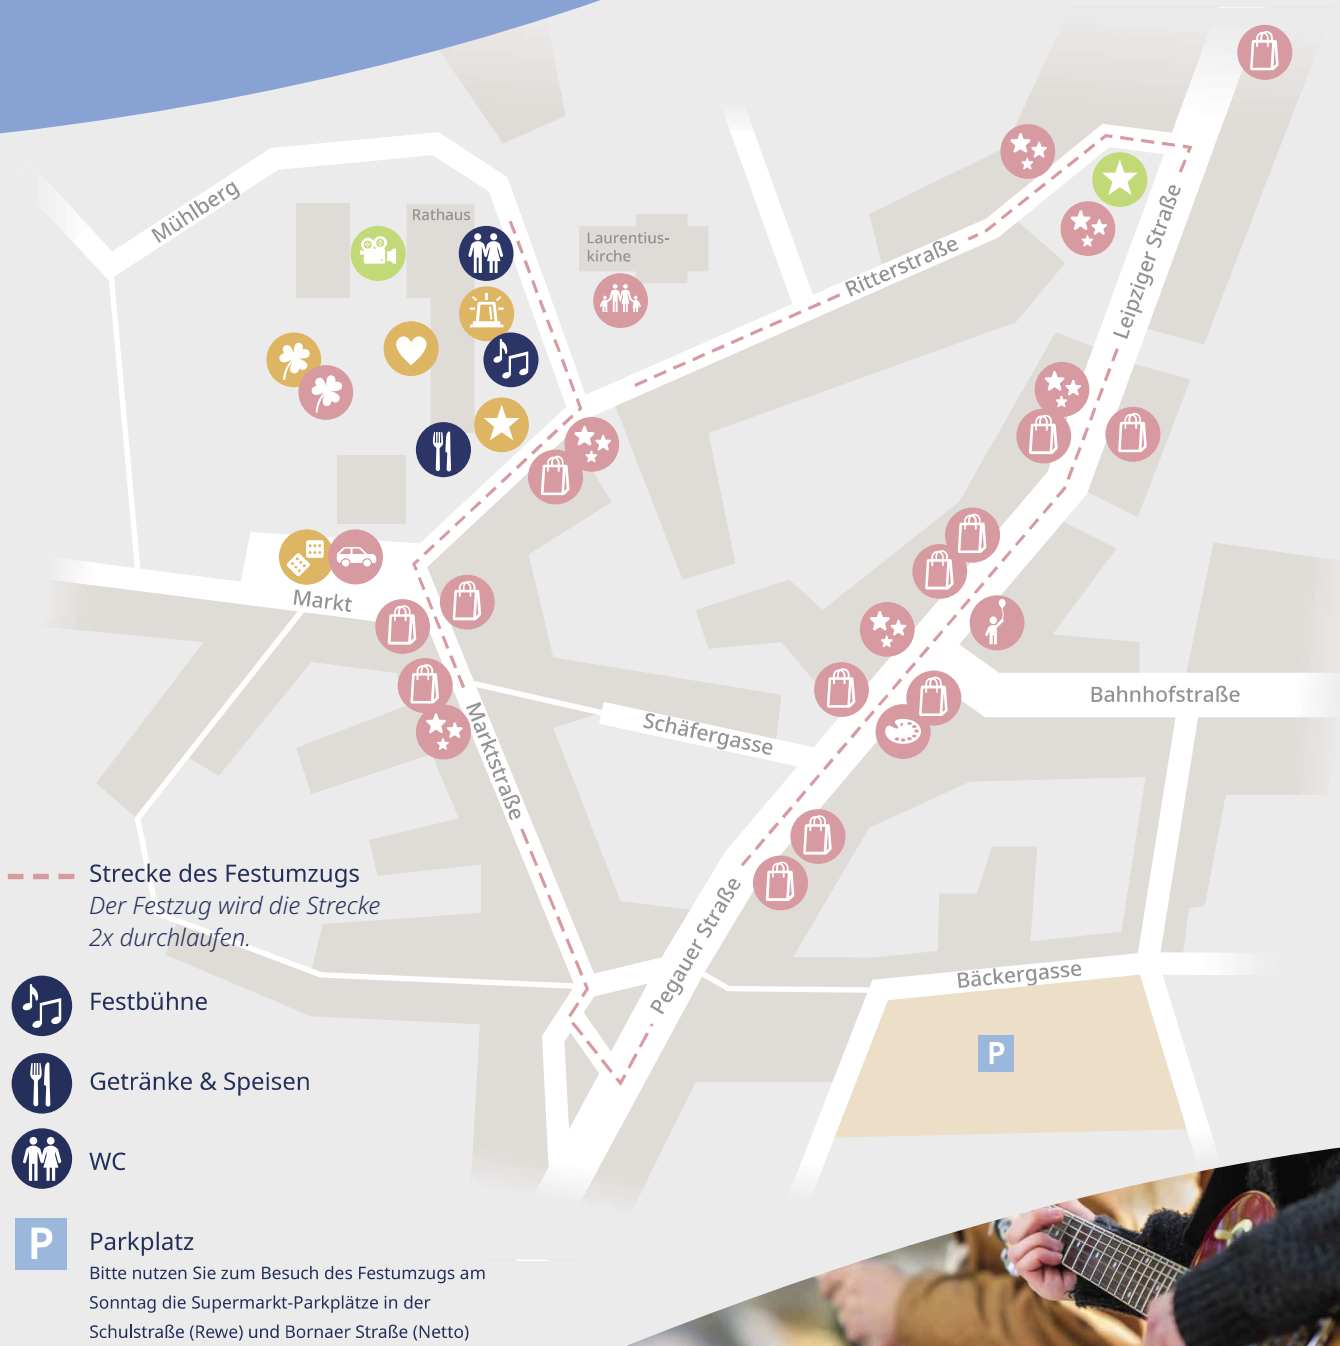 Mühlberg
Rathaus
Laurentius-
kirche
Ritterstraße
Leipziger Straße
Markt
Marktstraße
Schäfergasse
Bahnhofstraße
Pegauer Straße
Bäckergasse
P
Strecke des Festumzugs
Der Festzug wird die Strecke
2x durchlaufen.
Festbühne
Getränke & Speisen
WC
P
Parkplatz
Bitte nutzen Sie zum Besuch des Festumzugs am
Sonntag die Supermarkt-Parkplätze in der
Schulstraße (Rewe) und Bornaer Straße (Netto)